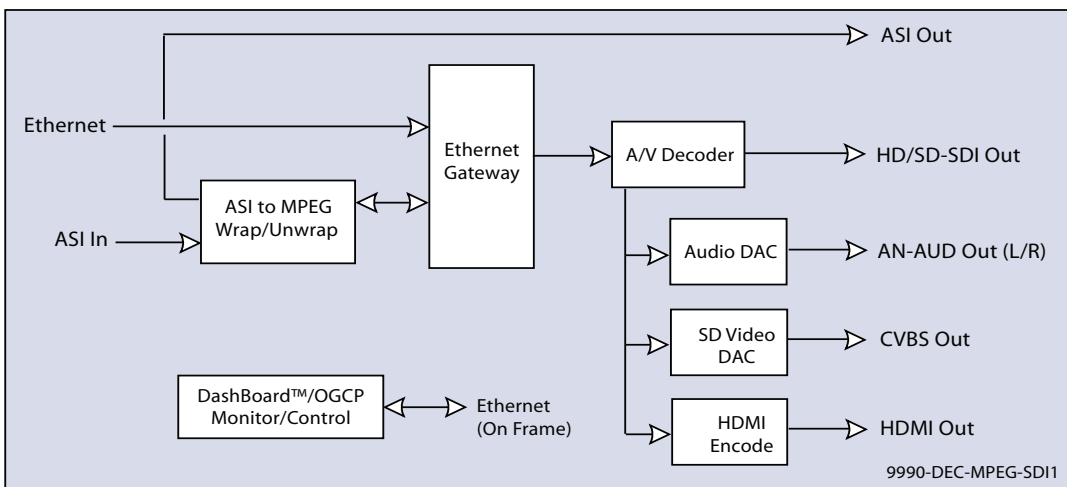 ASI Out
Ethernet
Ethernet
Gateway
A/V Decoder
HD/SD-SDI Out
ASI to MPEG
Wrap/Unwrap
ASI In
Audio DAC
AN-AUD Out (L/R)
SD Video
DAC
CVBS Out
DashBoard™/OGCP
Monitor/Control
Ethernet
(On Frame)
HDMI
Encode
HDMI Out
9990-DEC-MPEG-SDI1